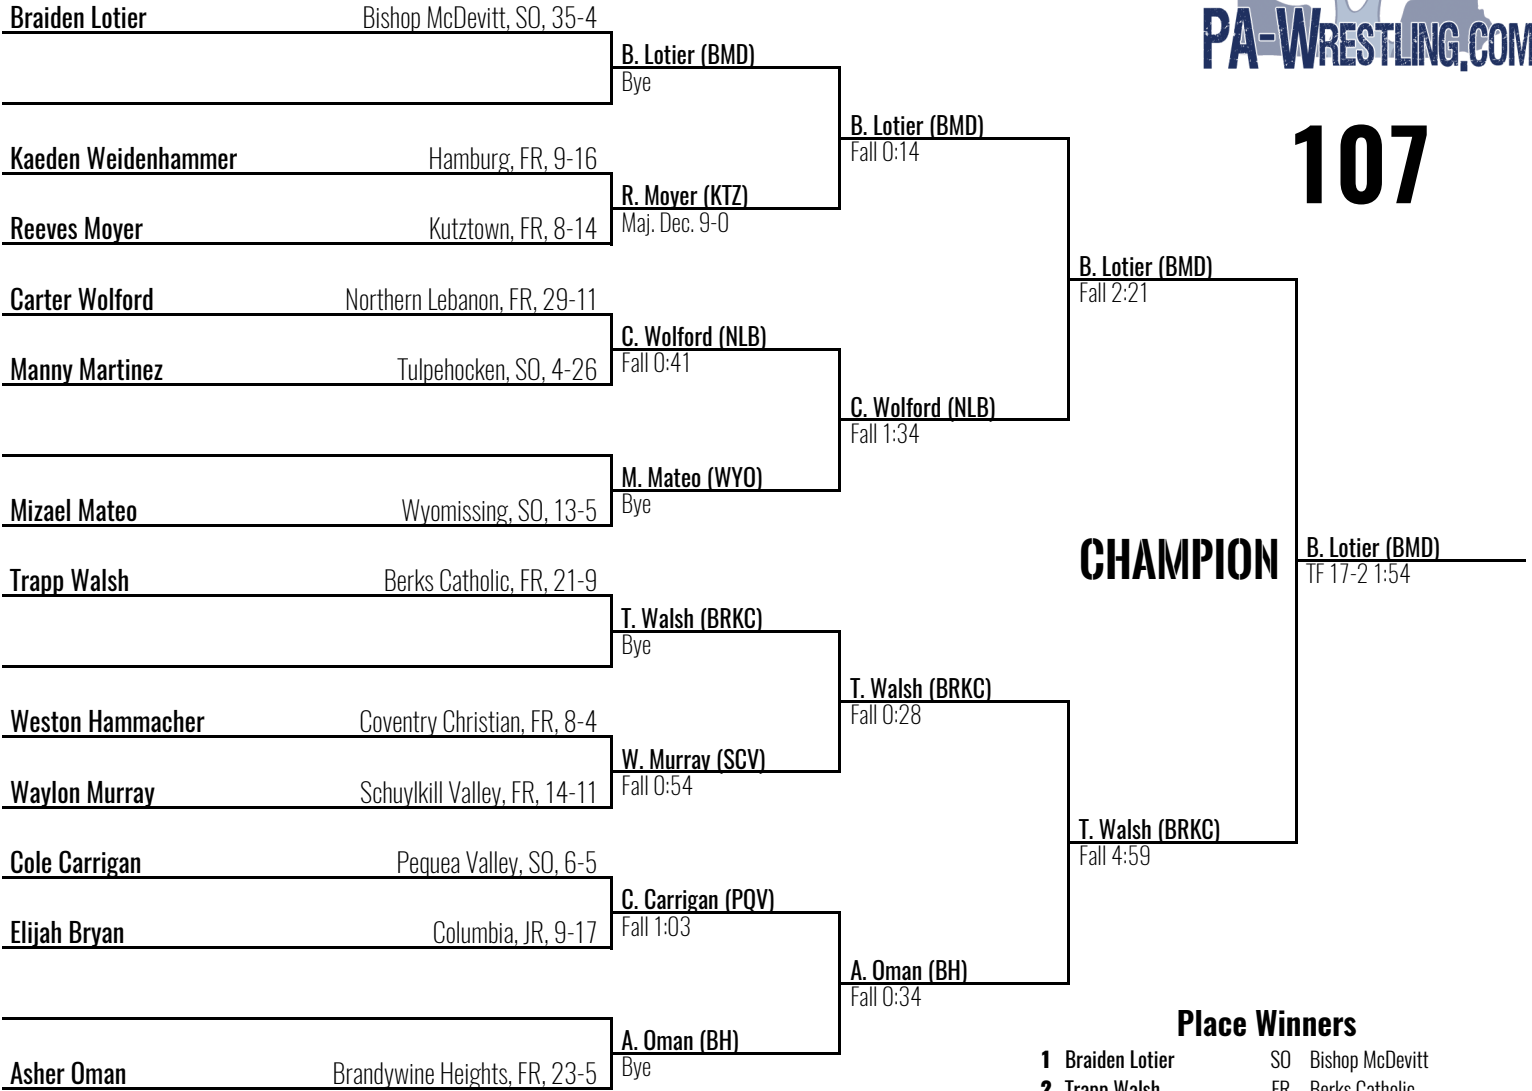 PA-WRESTLING.COM
107
Braiden Lotier Bishop McDevitt, SO, 35-4
B. Lotier (BMD)
Bye
B. Lotier (BMD)
Fall 0:14
Kaeden Weidenhammer Hamburg, FR, 9-16
R. Moyer (KTZ)
Maj. Dec. 9-0
Reeves Moyer Kutztown, FR, 8-14
B. Lotier (BMD)
Fall 2:21
Carter Wolford Northern Lebanon, FR, 29-11
C. Wolford (NLB)
Fall 0:41
Manny Martinez Tulpehocken, SO, 4-26
C. Wolford (NLB)
Fall 1:34
M. Mateo (WYO)
Bye
Mizael Mateo Wyomissing, SO, 13-5
CHAMPION
B. Lotier (BMD)
TF 17-2 1:54
Trapp Walsh Berks Catholic, FR, 21-9
T. Walsh (BRKC)
Bye
T. Walsh (BRKC)
Fall 0:28
Weston Hammacher Coventry Christian, FR, 8-4
W. Murray (SCV)
Fall 0:54
Waylon Murray Schuylkill Valley, FR, 14-11
T. Walsh (BRKC)
Fall 4:59
Cole Carrigan Pequea Valley, SO, 6-5
C. Carrigan (PQV)
Fall 1:03
Elijah Bryan Columbia, JR, 9-17
A. Oman (BH)
Fall 0:34
A. Oman (BH)
Bye
Asher Oman Brandywine Heights, FR, 23-5
Place Winners
1 Braiden Lotier SO Bishop McDevitt
2 Trapp Walsh FR Berks Catholic